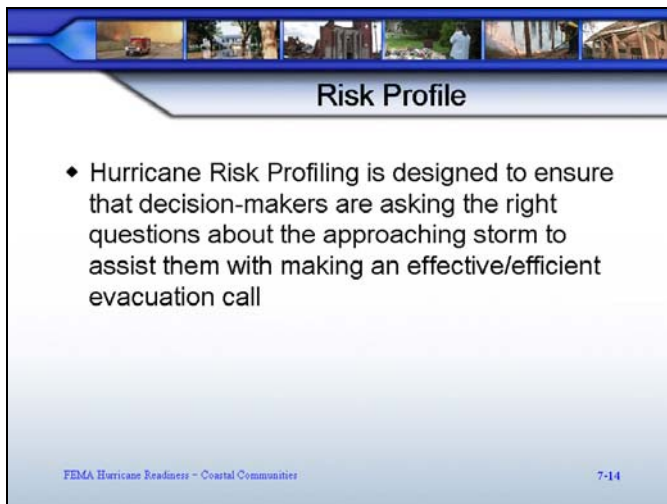 Risk Profile
◆ Hurricane Risk Profiling is designed to ensure
that decision-makers are asking the right
questions about the approaching storm to
assist them with making an effective/efficient
evacuation call
FEMA Hurricane Readiness – Coastal Communities 7-14